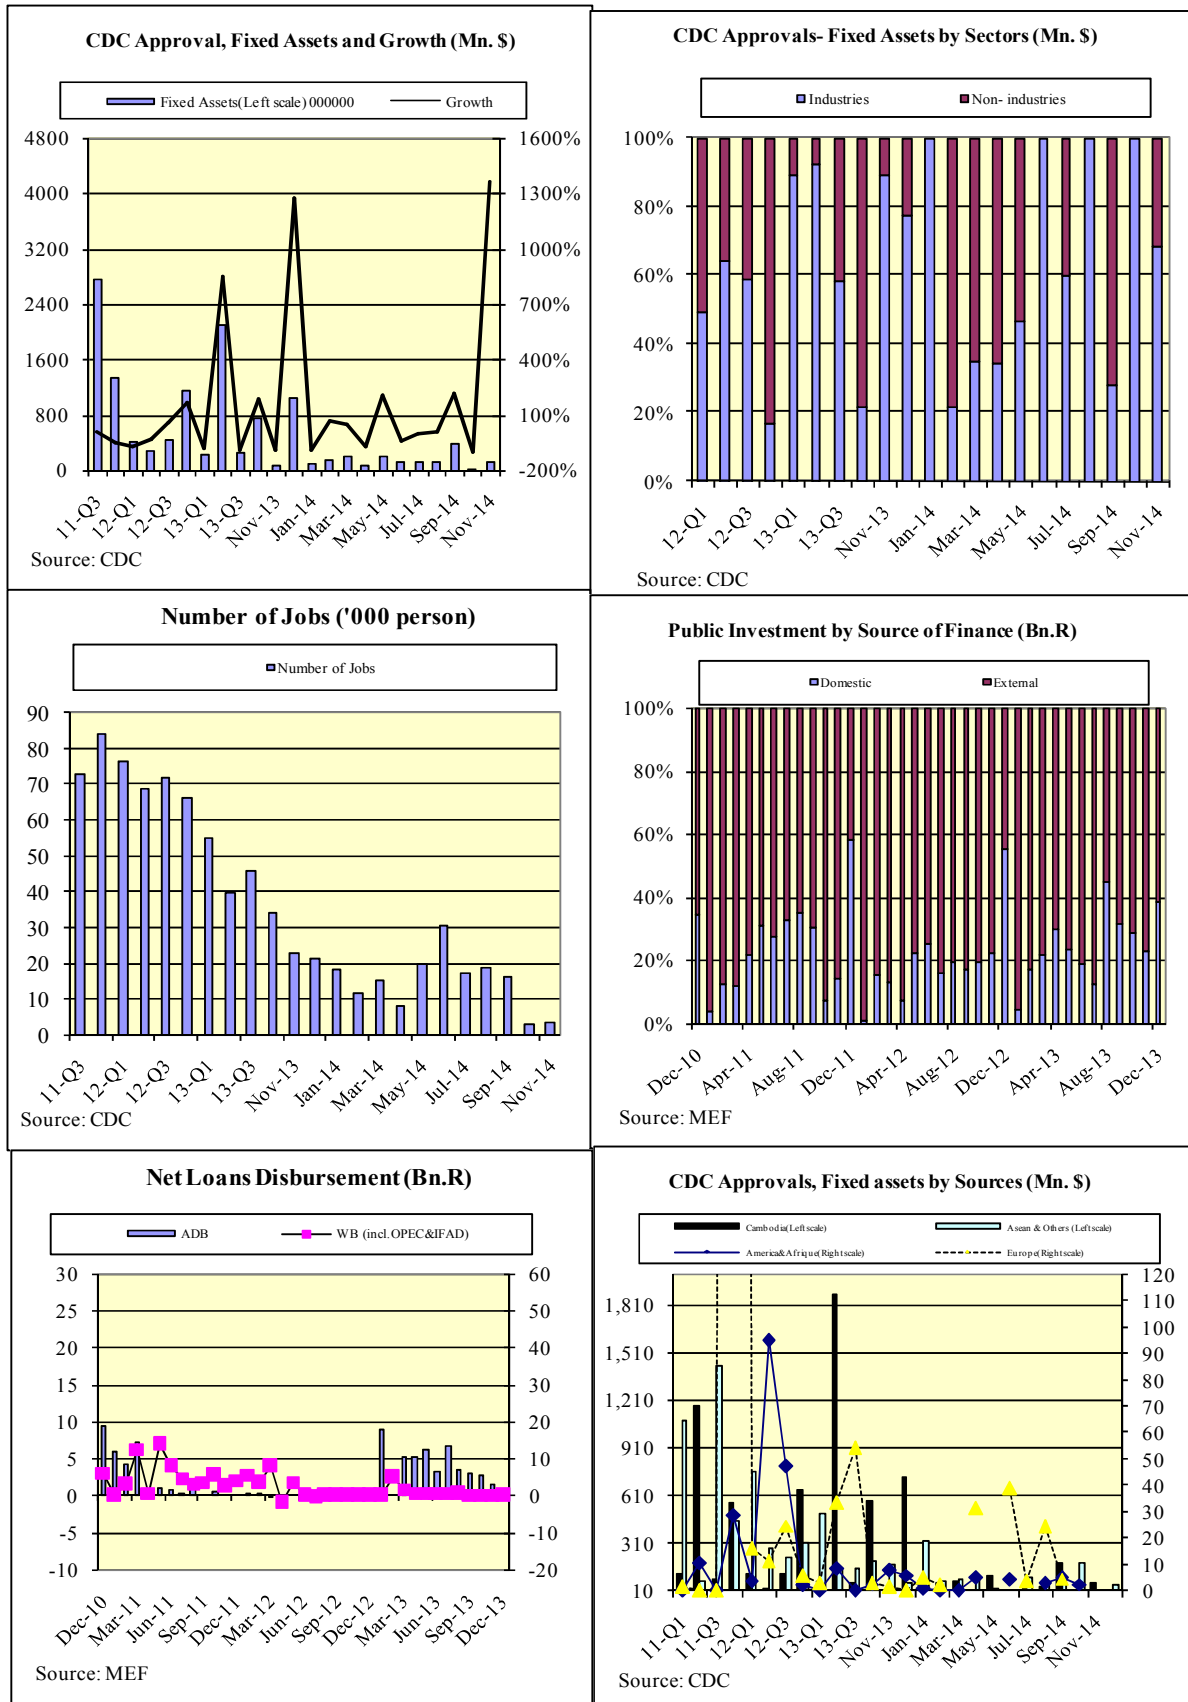 CDC Approval, Fixed Assets and Growth (Mn. $)
Fixed Assets(Left scale) 000000 Growth
4800 1600%
4000 1300%
3200 1000%
2400 700%
1600 400%
800 100%
0 -200%
11-Q3 12-Q1 12-Q3 13-Q1 13-Q3 Nov-13 Jan-14 Mar-14 May-14 Jul-14 Sep-14 Nov-14
Source: CDC
CDC Approvals- Fixed Assets by Sectors (Mn. $)
Industries Non- industries
100%
80%
60%
40%
20%
0%
12-Q1 12-Q3 13-Q1 13-Q3 Nov-13 Jan-14 Mar-14 May-14 Jul-14 Sep-14 Nov-14
Source: CDC
Number of Jobs ('000 person)
Number of Jobs
90
80
70
60
50
40
30
20
10
0
11-Q3 12-Q1 12-Q3 13-Q1 13-Q3 Nov-13 Jan-14 Mar-14 May-14 Jul-14 Sep-14 Nov-14
Source: CDC
Public Investment by Source of Finance (Bn.R)
Domestic External
100%
80%
60%
40%
20%
0%
Dec-10 Apr-11 Aug-11 Dec-11 Apr-12 Aug-12 Dec-12 Apr-13 Aug-13 Dec-13
Source: MEF
Net Loans Disbursement (Bn.R)
ADB WB (incl.OPEC&IFAD)
30 60
25 50
20 40
15 30
10 20
5 10
0 0
-5 -10
-10 -20
Dec-10 Mar-11 Jun-11 Sep-11 Dec-11 Mar-12 Jun-12 Sep-12 Dec-12 Mar-13 Jun-13 Sep-13 Dec-13
Source: MEF
CDC Approvals, Fixed assets by Sources (Mn. $)
Cambodia(Leftscale) Asean & Others (Leftscale)
America&Afrique(Rightscale) Europe(Rightscale)
1,810
1,510
1,210
910
610
310
10
120
110
100
90
80
70
60
50
40
30
20
10
0
11-Q1 11-Q3 12-Q1 12-Q3 13-Q1 13-Q3 Nov-13 Jan-14 Mar-14 May-14 Jul-14 Sep-14 Nov-14
Source: CDC